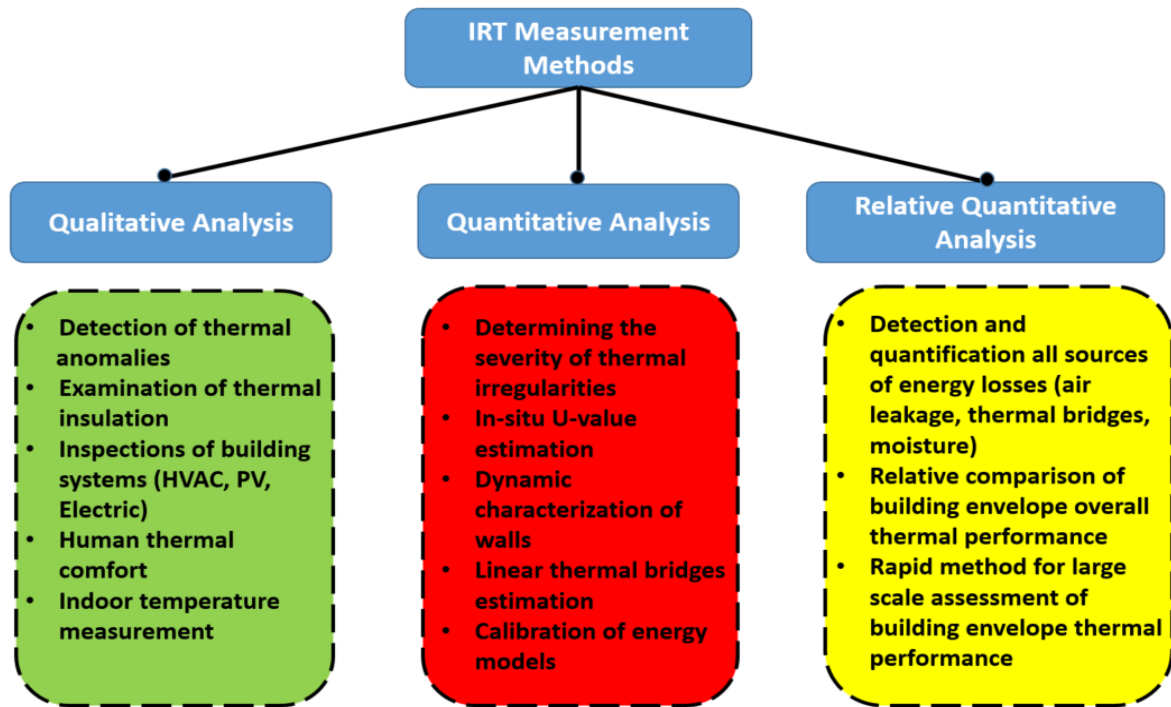 IRT Measurement
Methods
Qualitative Analysis
• Detection of thermal
anomalies
• Examination of thermal
insulation
• Inspections of building
systems (HVAC, PV,
Electric)
• Human thermal
comfort
• Indoor temperature
measurement
Quantitative Analysis
• Determining the
severity of thermal
irregularities
• In-situ U-value
estimation
• Dynamic
characterization of
walls
• Linear thermal bridges
estimation
• Calibration of energy
models
Relative Quantitative
Analysis
• Detection and
quantification all sources
of energy losses (air
leakage, thermal bridges,
moisture)
• Relative comparison of
building envelope overall
thermal performance
• Rapid method for large
scale assessment of
building envelope thermal
performance